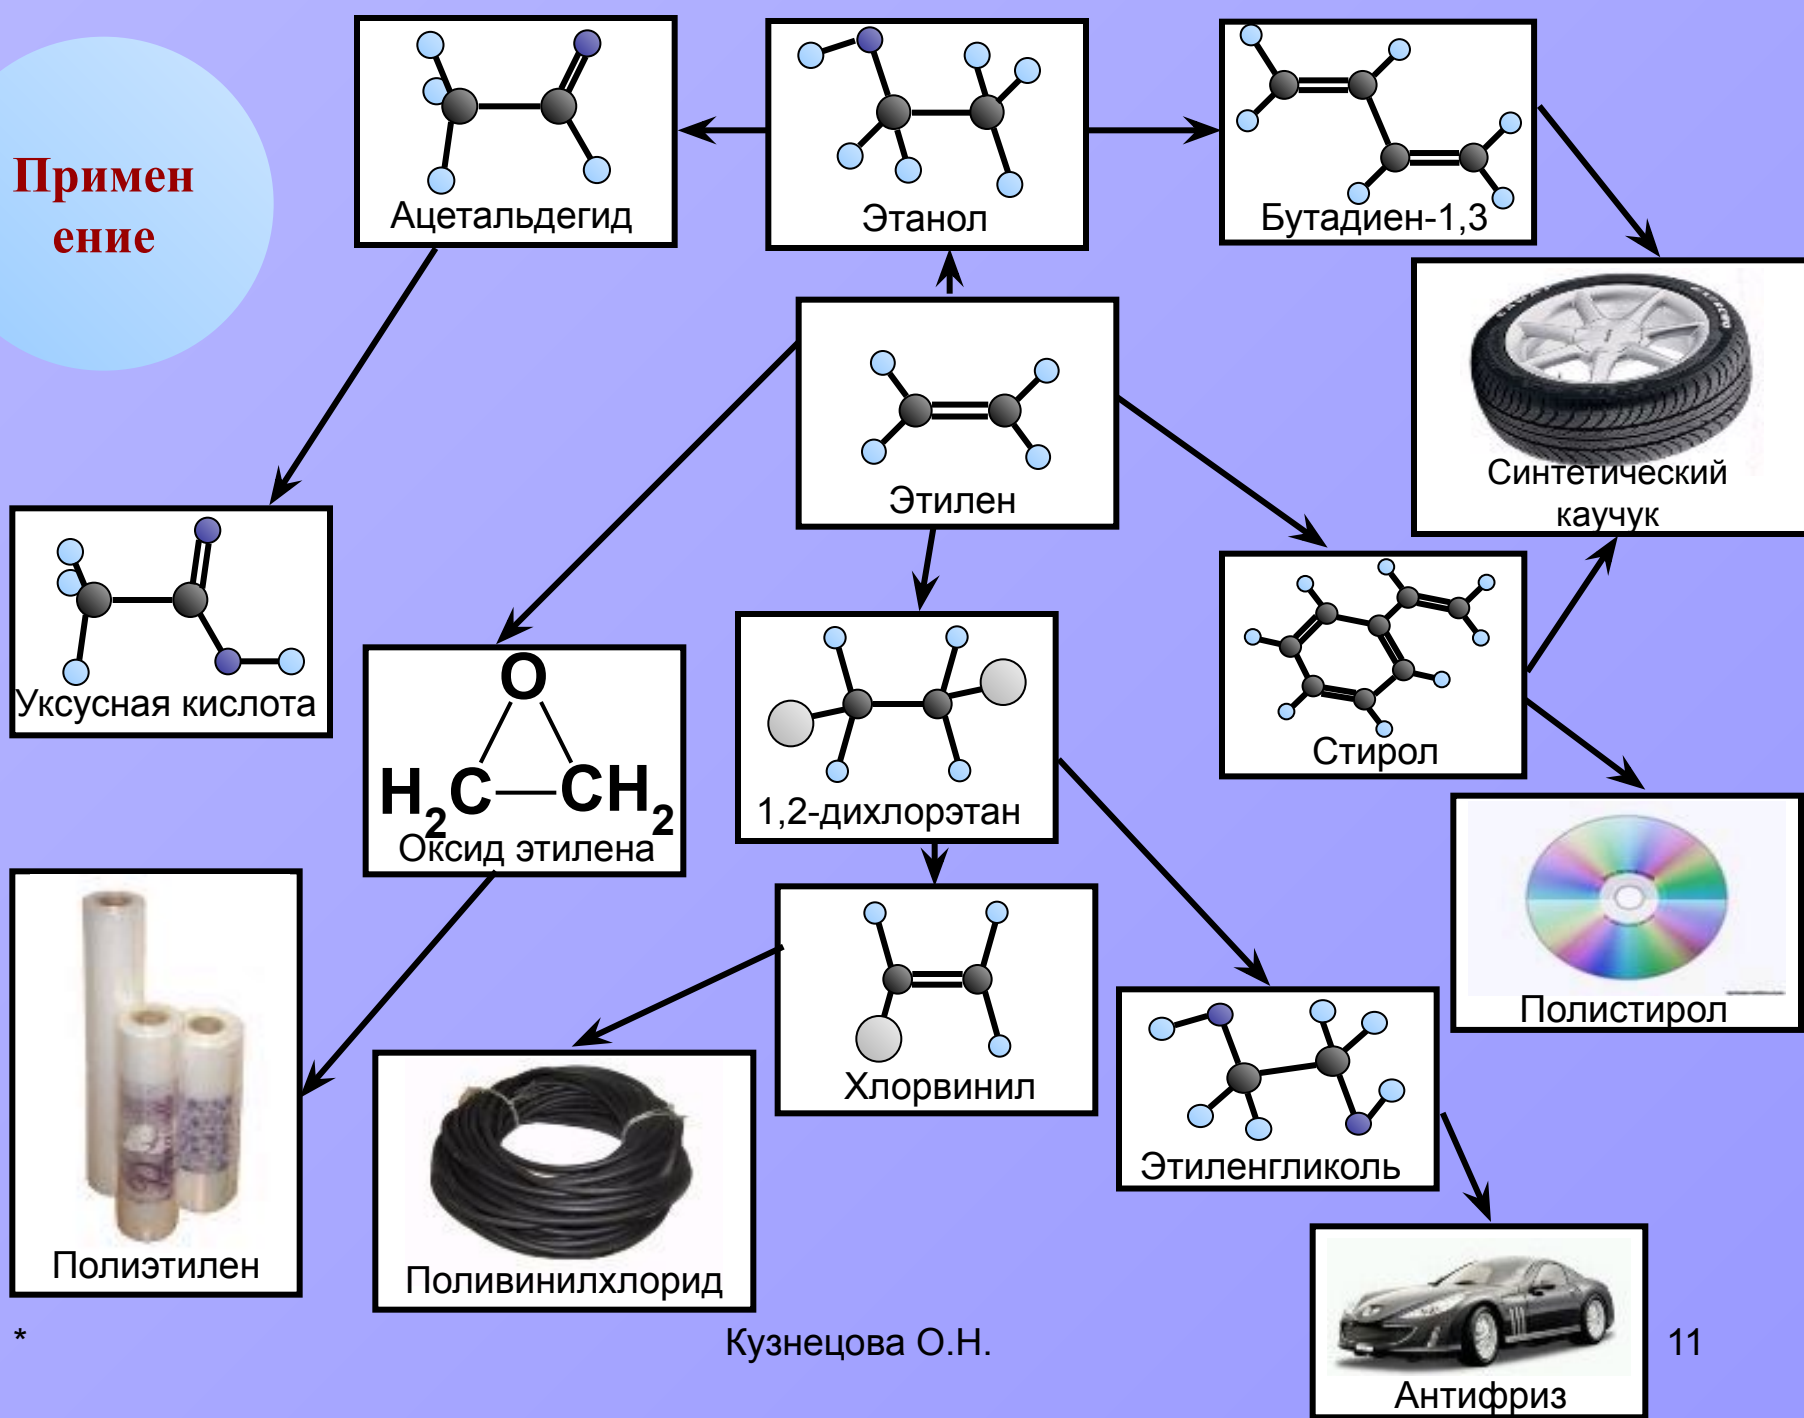 Примен
ение
Ацетальдегид
Этанол
Бутадиен-1,3
Этилен
Синтетический
каучук
Уксусная кислота
O
H2C—CH2
Оксид этилена
1,2-дихлорэтан
Стирол
Полиэтилен
Поливинилхлорид
Хлорвинил
Этиленгликоль
Полистирол
Антифриз
*
Кузнецова О.Н.
11